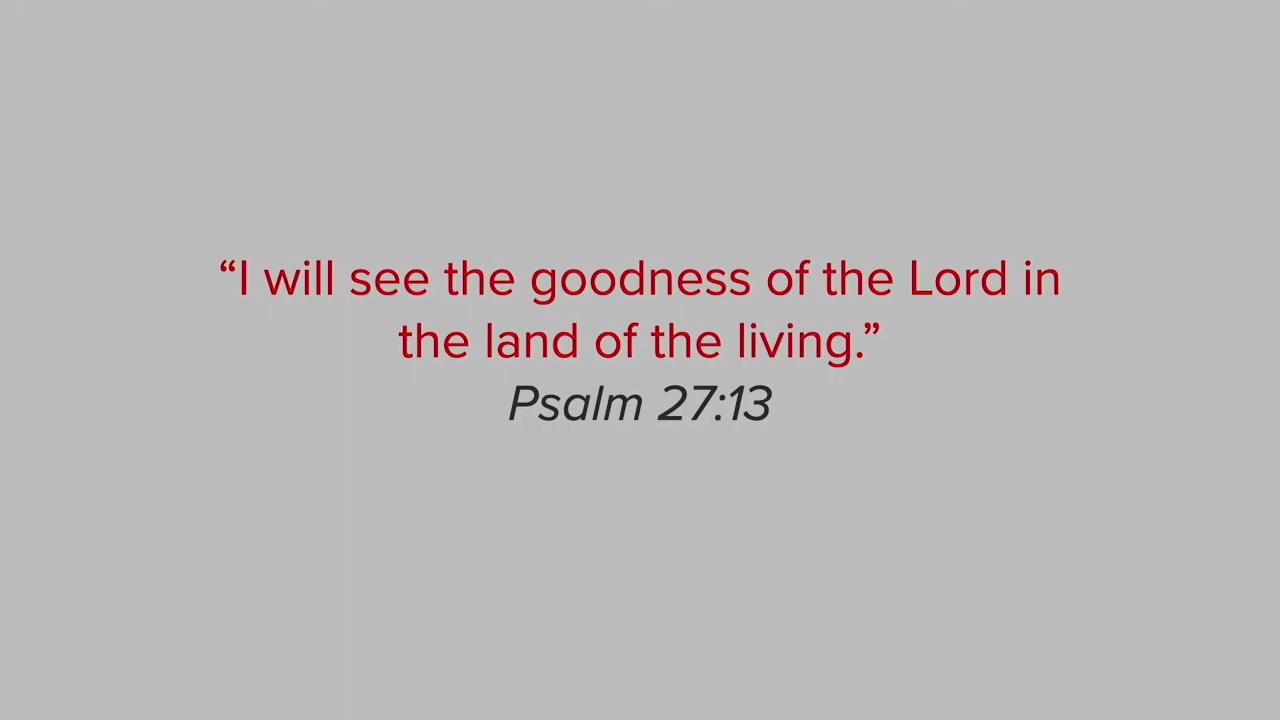 “I will see the goodness of the Lord in
the land of the living.”
Psalm 27:13